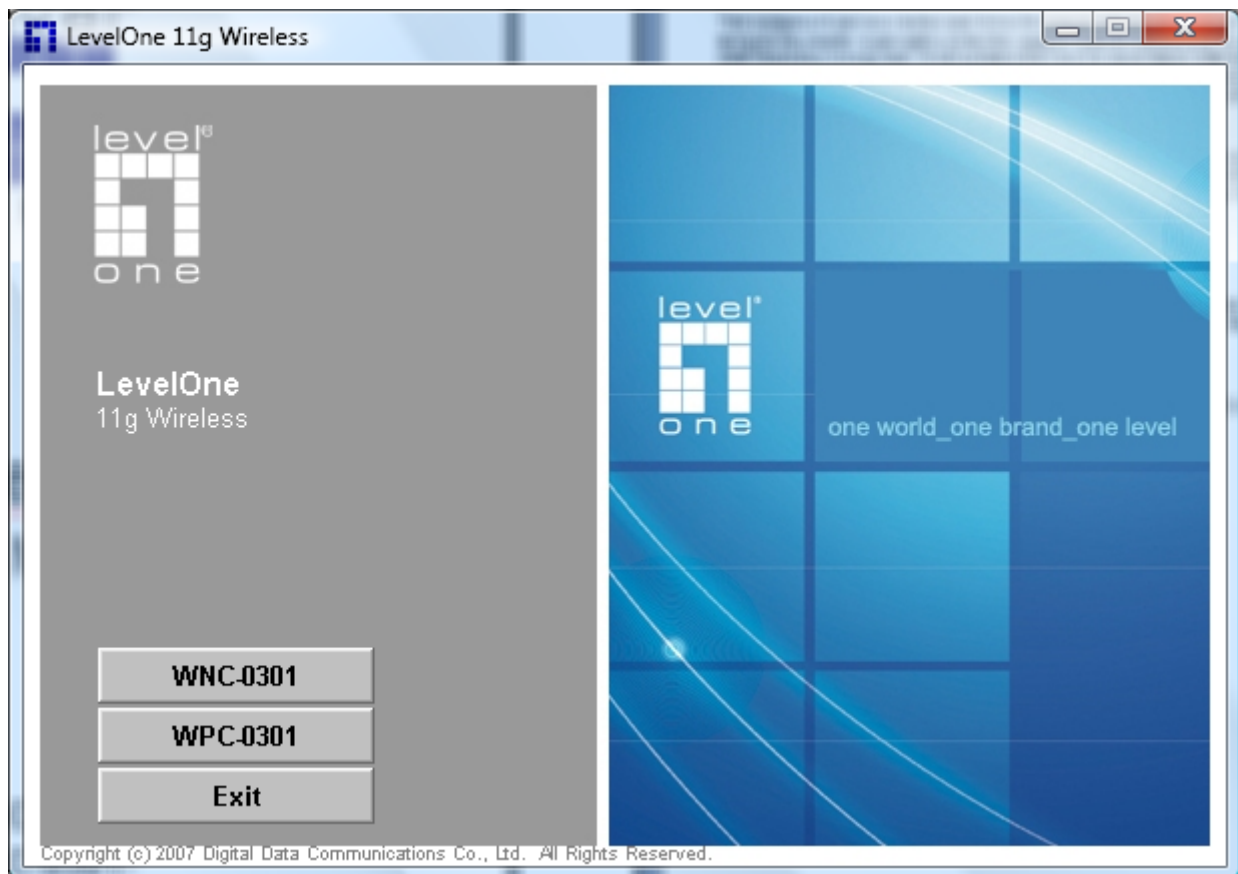 LevelOne 11g Wireless
level®
one
LevelOne
11g Wireless
WNC-0301
WPC-0301
Exit
level®
one
one world_one brand_one level
Copyright (c) 2007 Digital Data Communications Co., Ltd. All Rights Reserved.